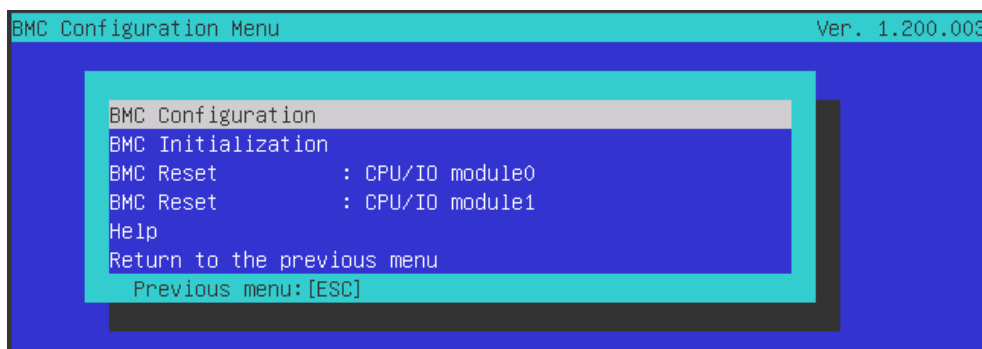 BMC Configuration Menu Ver. 1.200.003
BMC Configuration
BMC Initialization
BMC Reset : CPU/IO module0
BMC Reset : CPU/IO module1
Help
Return to the previous menu
Previous menu:[ESC]